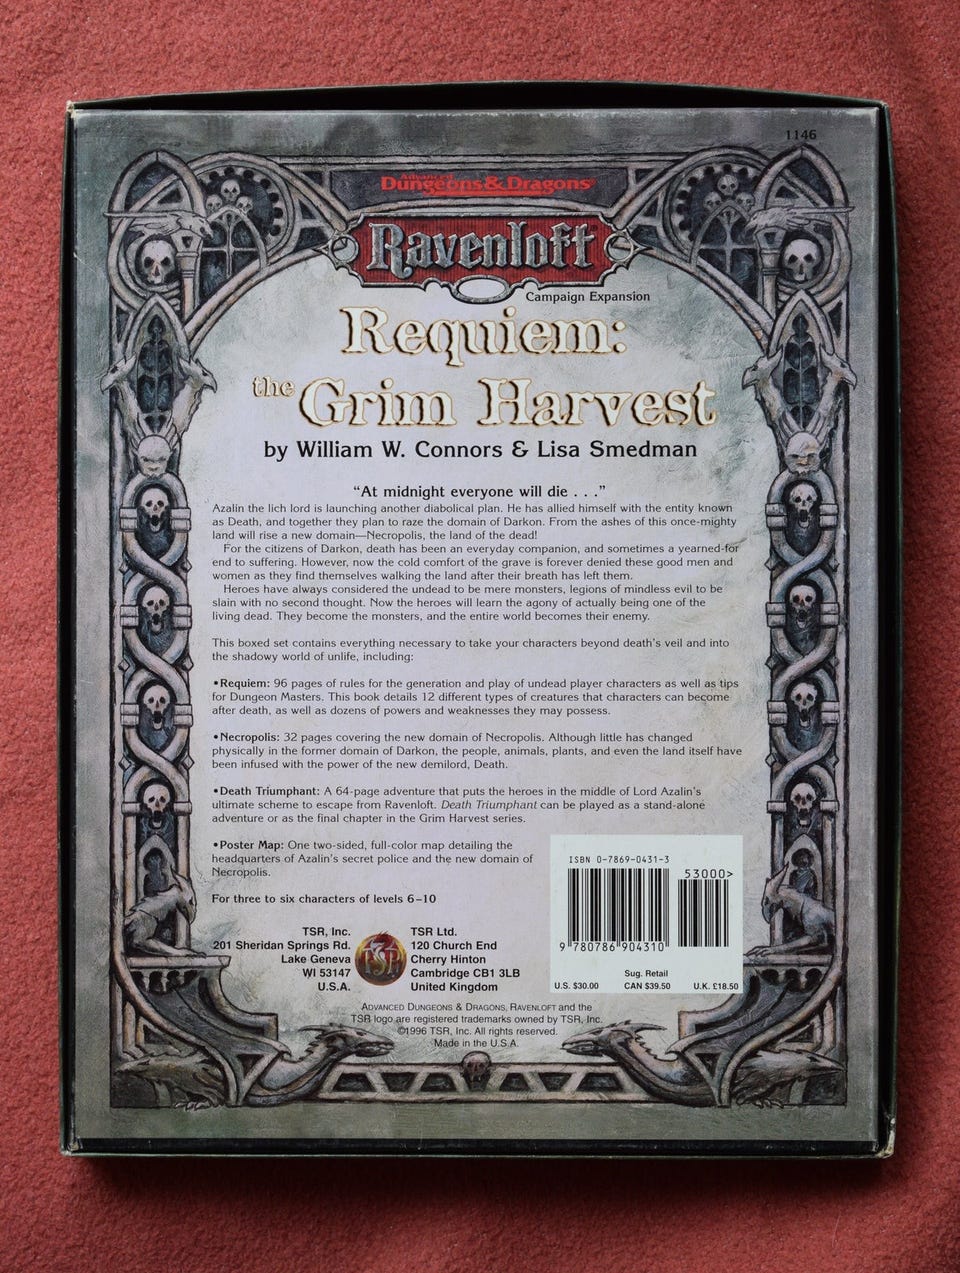 1146
Advanced
Dungeons & Dragons®
Ravenloft®
Campaign Expansion
Requiem:
the Grim Harvest
by William W. Connors & Lisa Smedman
“At midnight everyone will die . . .”
Azalin the lich lord is launching another diabolical plan. He has allied himself with the entity known
as Death, and together they plan to raze the domain of Darkon. From the ashes of this once-mighty
land will rise a new domain—Necropolis, the land of the dead!
For the citizens of Darkon, death has been an everyday companion, and sometimes a yearned-for
end to suffering. However, now the cold comfort of the grave is forever denied these good men and
women as they find themselves walking the land after their breath has left them.
Heroes have always considered the undead to be mere monsters, legions of mindless evil to be
slain with no second thought. Now the heroes will learn the agony of actually being one of the
living dead. They become the monsters, and the entire world becomes their enemy.
This boxed set contains everything necessary to take your characters beyond death's veil and into
the shadowy world of unlife, including:
•Requiem: 96 pages of rules for the generation and play of undead player characters as well as tips
for Dungeon Masters. This book details 12 different types of creatures that characters can become
after death, as well as dozens of powers and weaknesses they may possess.
•Necropolis: 32 pages covering the new domain of Necropolis. Although little has changed
physically in the former domain of Darkon, the people, animals, plants, and even the land itself have
been infused with the power of the new demilord, Death.
•Death Triumphant: A 64-page adventure that puts the heroes in the middle of Lord Azalin's
ultimate scheme to escape from Ravenloft. Death Triumphant can be played as a stand-alone
adventure or as the final chapter in the Grim Harvest series.
•Poster Map: One two-sided, full-color map detailing the
headquarters of Azalin's secret police and the new domain of
Necropolis.
For three to six characters of levels 6–10
TSR, Inc.
201 Sheridan Springs Rd.
Lake Geneva
WI 53147
U.S.A.
TSR
TSR Ltd.
120 Church End
Cherry Hinton
Cambridge CB1 3LB
United Kingdom
ISBN 0-7869-0431-3
53000>
9 780786 904310
Sug. Retail
U.S. $30.00 CAN $39.50 U.K. £18.50
ADVANCED DUNGEONS & DRAGONS, RAVENLOFT and the
TSR logo are registered trademarks owned by TSR, Inc.
©1996 TSR, Inc. All rights reserved.
Made in the U.S.A.